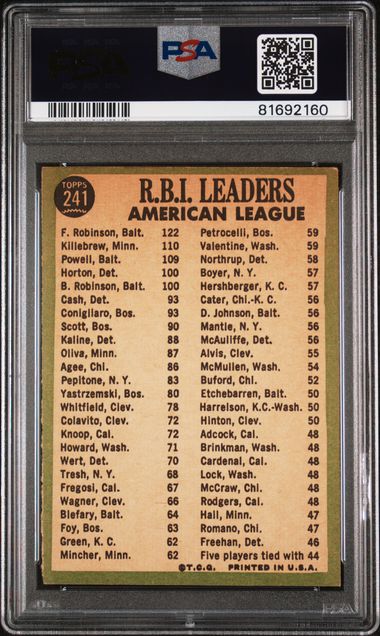 PSA
81692160
TOPPS
241
R.B.I. LEADERS
AMERICAN LEAGUE
F. Robinson, Balt. 122
Killebrew, Minn. 110
Powell, Balt. 109
Horton, Det. 100
B. Robinson, Balt. 100
Cash, Det. 93
Conigliaro, Bos. 93
Scott, Bos. 90
Kaline, Det. 88
Oliva, Minn. 87
Agee, Chi. 86
Pepitone, N. Y. 83
Yastrzemski, Bos. 80
Whitfield, Clev. 78
Colavito, Clev. 72
Knoop, Cal. 72
Howard, Wash. 71
Wert, Det. 70
Tresh, N. Y. 68
Fregosi, Cal. 67
Wagner, Clev. 66
Blefary, Balt. 64
Foy, Bos. 63
Green, K. C. 62
Mincher, Minn. 62
Petrocelli, Bos. 59
Valentine, Wash. 59
Northrup, Det. 58
Boyer, N. Y. 57
Hershberger, K. C. 57
Cater, Chi.-K. C. 56
D. Johnson, Balt. 56
Mantle, N. Y. 56
McAuliffe, Det. 56
Alvis, Clev. 55
McMullen, Wash. 54
Buford, Chi. 52
Etchebarren, Balt. 50
Harrelson, K.C.-Wash. 50
Hinton, Clev. 50
Adcock, Cal. 48
Brinkman, Wash. 48
Cardenal, Cal. 48
Lock, Wash. 48
McCraw, Chi. 48
Rodgers, Cal. 48
Hall, Minn. 47
Romano, Chi. 47
Freehan, Det. 46
Five players tied with 44
©T.C.G. PRINTED IN U.S.A.